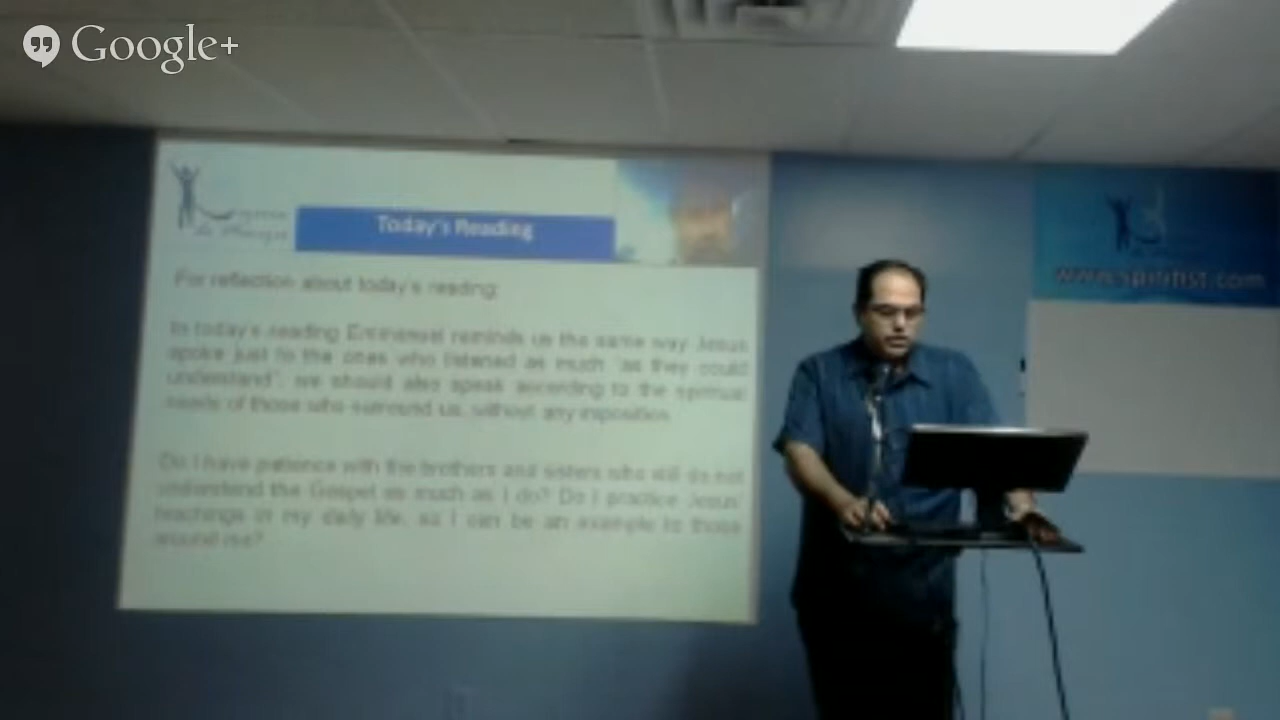 Google+
Today's Reading
For reflection about today's reading:
In today's reading Emmanuel reminds us the same way Jesus
spoke just to the ones who listened as much "as they could
understand", we should also speak according to the spiritual
needs of those who surround us, without any imposition.
Do I have patience with the brothers and sisters who still do not
understand the Gospel as much as I do? Do I practice Jesus'
teachings in my daily life, so I can be an example to those
around me?
www.spiritist.com